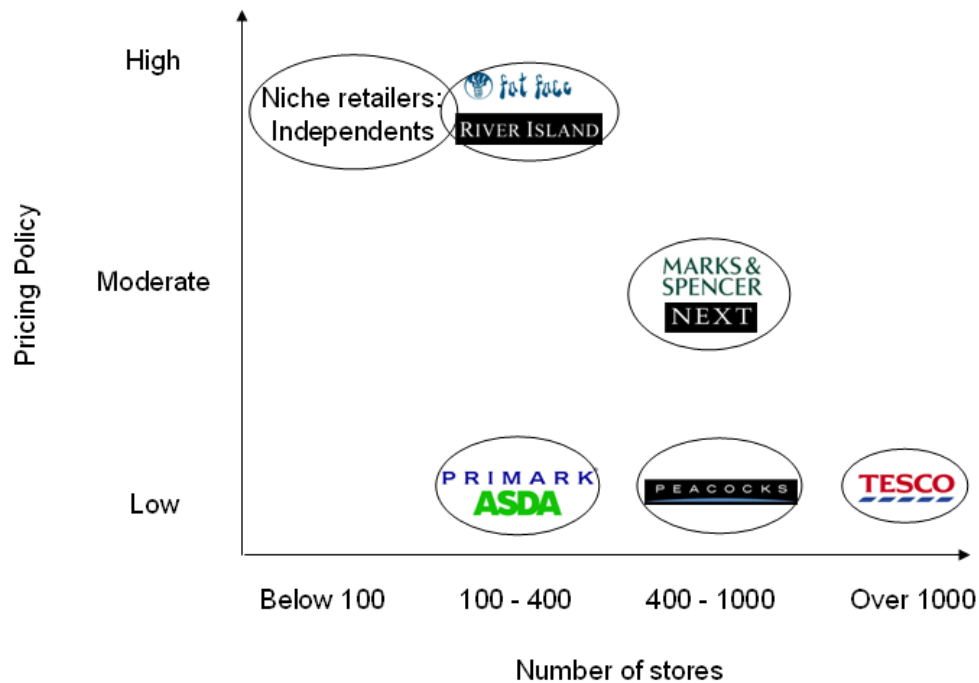 High
Niche retailers:
Independents
fat face
RIVER ISLAND
Pricing Policy
Moderate
MARKS &
SPENCER
NEXT
Low
PRIMARK
ASDA
PEACOCKS
TESCO
Below 100
100 - 400
400 - 1000
Over 1000
Number of stores